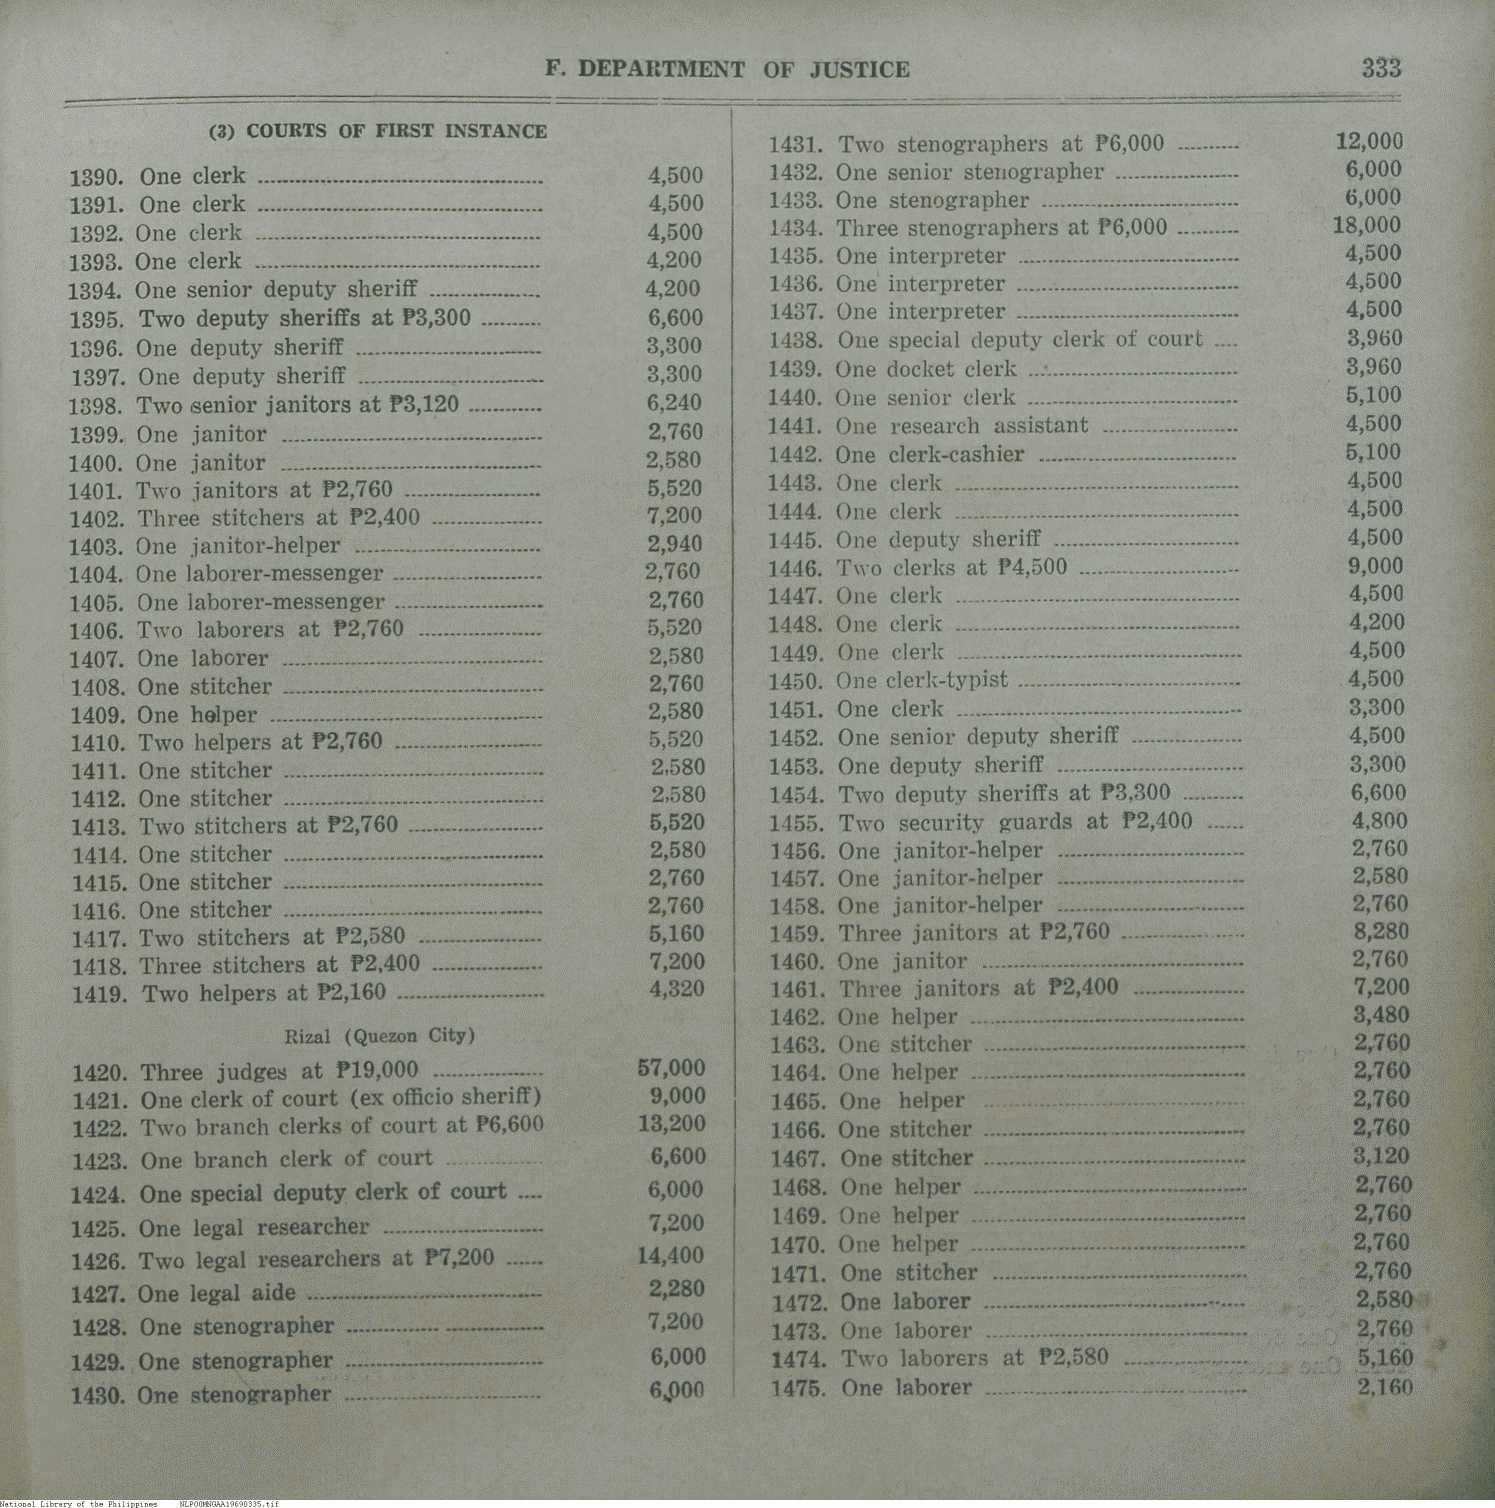 F. DEPARTMENT OF JUSTICE 333
(3) COURTS OF FIRST INSTANCE
1390. One clerk 4,500
1391. One clerk 4,500
1392. One clerk 4,500
1393. One clerk 4,200
1394. One senior deputy sheriff 4,200
1395. Two deputy sheriffs at ₱3,300 6,600
1396. One deputy sheriff 3,300
1397. One deputy sheriff 3,300
1398. Two senior janitors at ₱3,120 6,240
1399. One janitor 2,760
1400. One janitor 2,580
1401. Two janitors at ₱2,760 5,520
1402. Three stitchers at ₱2,400 7,200
1403. One janitor-helper 2,940
1404. One laborer-messenger 2,760
1405. One laborer-messenger 2,760
1406. Two laborers at ₱2,760 5,520
1407. One laborer 2,580
1408. One stitcher 2,760
1409. One helper 2,580
1410. Two helpers at ₱2,760 5,520
1411. One stitcher 2,580
1412. One stitcher 2,580
1413. Two stitchers at ₱2,760 5,520
1414. One stitcher 2,580
1415. One stitcher 2,760
1416. One stitcher 2,760
1417. Two stitchers at ₱2,580 5,160
1418. Three stitchers at ₱2,400 7,200
1419. Two helpers at ₱2,160 4,320
Rizal (Quezon City)
1420. Three judges at ₱19,000 57,000
1421. One clerk of court (ex officio sheriff) 9,000
1422. Two branch clerks of court at ₱6,600 13,200
1423. One branch clerk of court 6,600
1424. One special deputy clerk of court 6,000
1425. One legal researcher 7,200
1426. Two legal researchers at ₱7,200 14,400
1427. One legal aide 2,280
1428. One stenographer 7,200
1429. One stenographer 6,000
1430. One stenographer 6,000
1431. Two stenographers at ₱6,000 12,000
1432. One senior stenographer 6,000
1433. One stenographer 6,000
1434. Three stenographers at ₱6,000 18,000
1435. One interpreter 4,500
1436. One interpreter 4,500
1437. One interpreter 4,500
1438. One special deputy clerk of court 3,960
1439. One docket clerk 3,960
1440. One senior clerk 5,100
1441. One research assistant 4,500
1442. One clerk-cashier 5,100
1443. One clerk 4,500
1444. One clerk 4,500
1445. One deputy sheriff 4,500
1446. Two clerks at ₱4,500 9,000
1447. One clerk 4,500
1448. One clerk 4,200
1449. One clerk 4,500
1450. One clerk-typist 4,500
1451. One clerk 3,300
1452. One senior deputy sheriff 4,500
1453. One deputy sheriff 3,300
1454. Two deputy sheriffs at ₱3,300 6,600
1455. Two security guards at ₱2,400 4,800
1456. One janitor-helper 2,760
1457. One janitor-helper 2,580
1458. One janitor-helper 2,760
1459. Three janitors at ₱2,760 8,280
1460. One janitor 2,760
1461. Three janitors at ₱2,400 7,200
1462. One helper 3,480
1463. One stitcher 2,760
1464. One helper 2,760
1465. One helper 2,760
1466. One stitcher 2,760
1467. One stitcher 3,120
1468. One helper 2,760
1469. One helper 2,760
1470. One helper 2,760
1471. One stitcher 2,760
1472. One laborer 2,580
1473. One laborer 2,760
1474. Two laborers at ₱2,580 5,160
1475. One laborer 2,160
National Library of the Philippines NLPOOMNGAA19690335.tif